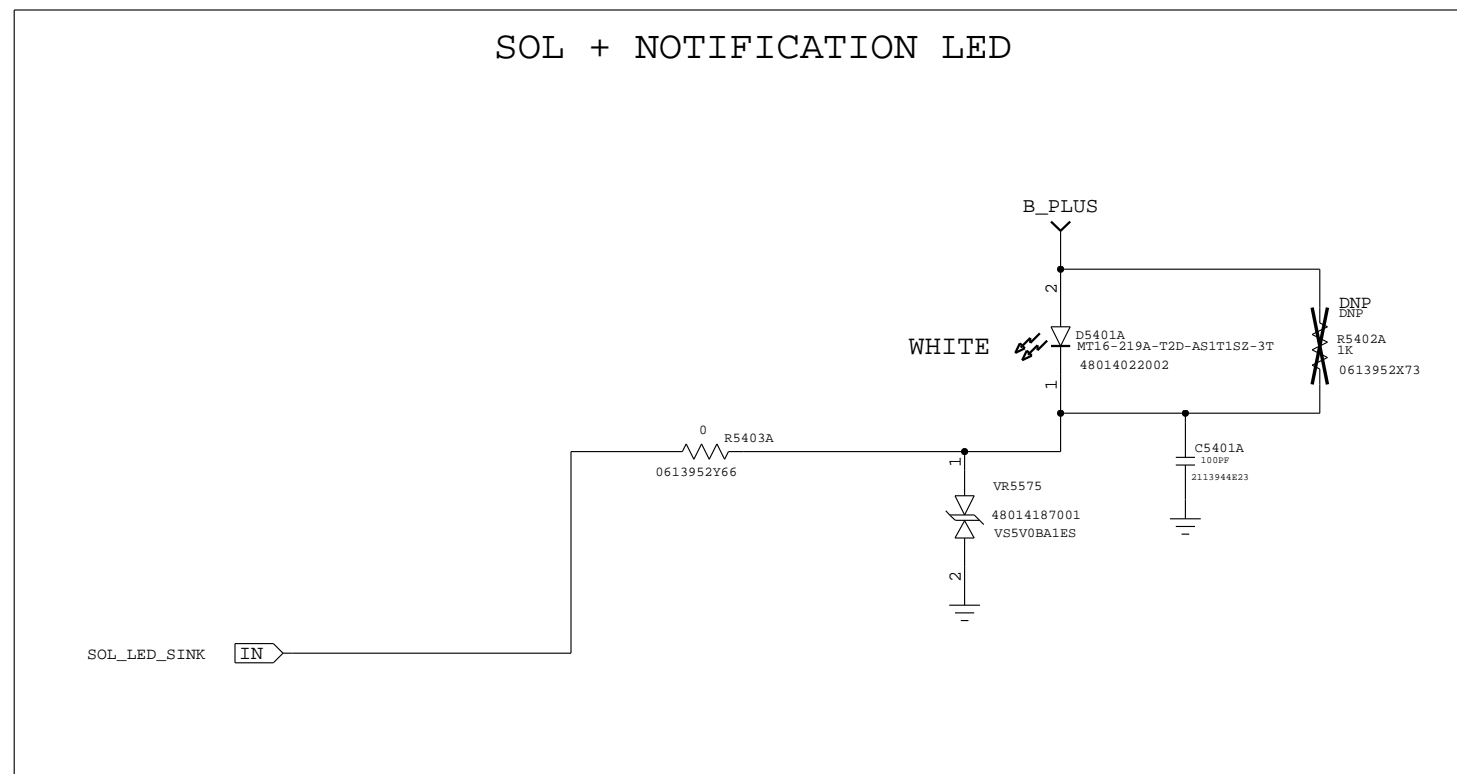 SOL + NOTIFICATION LED
B_PLUS
2
DNP
DNP
WHITE
D5401A
MT16-219A-T2D-AS1T1SZ-3T
48014022002
R5402A
1K
0613952X73
1
0
R5403A
0613952Y66
1
C5401A
100PF
2113944E23
VR5575
48014187001
VS5V0BA1ES
2
SOL_LED_SINK
IN